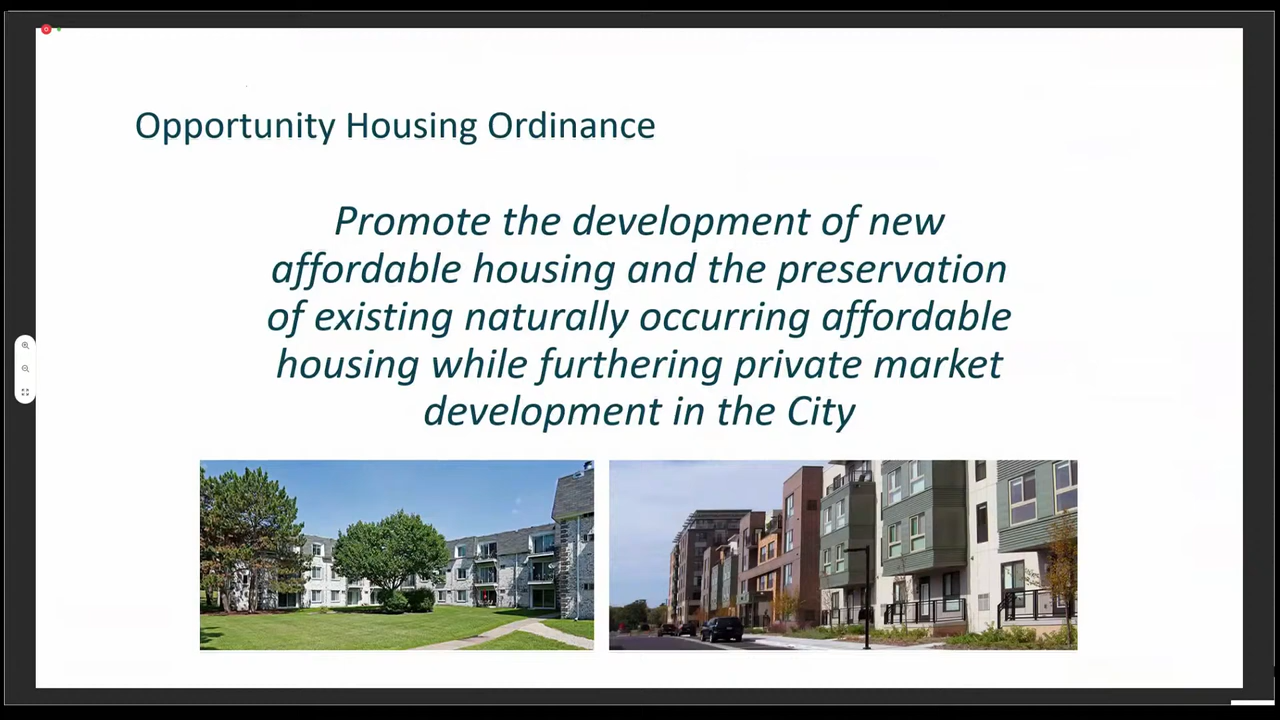 Opportunity Housing Ordinance
Promote the development of new
affordable housing and the preservation
of existing naturally occurring affordable
housing while furthering private market
development in the City